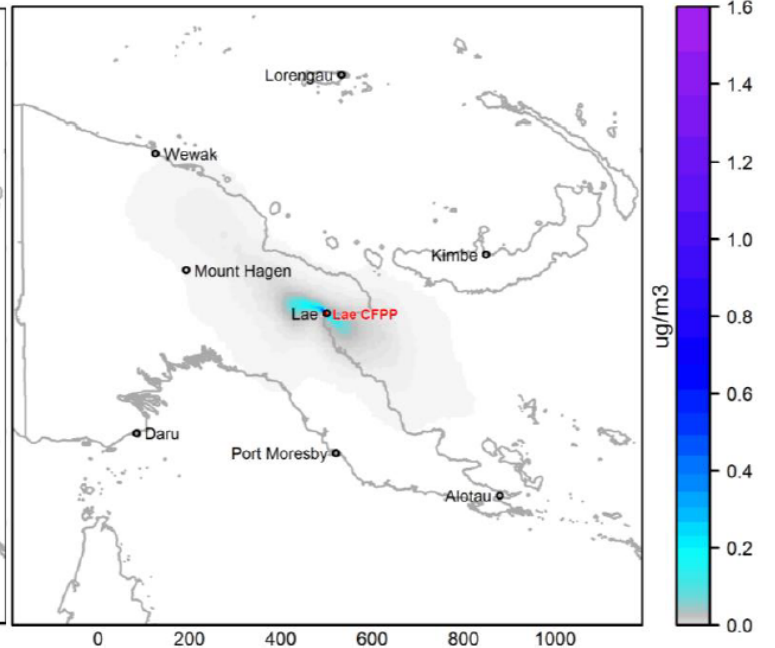 Lorengau
Wewak
Kimbe
Mount Hagen
Lae
Lae CFPP
Daru
Port Moresby
Alotau
0 200 400 600 800 1000
ug/m3
1.6
1.4
1.2
1.0
0.8
0.6
0.4
0.2
0.0